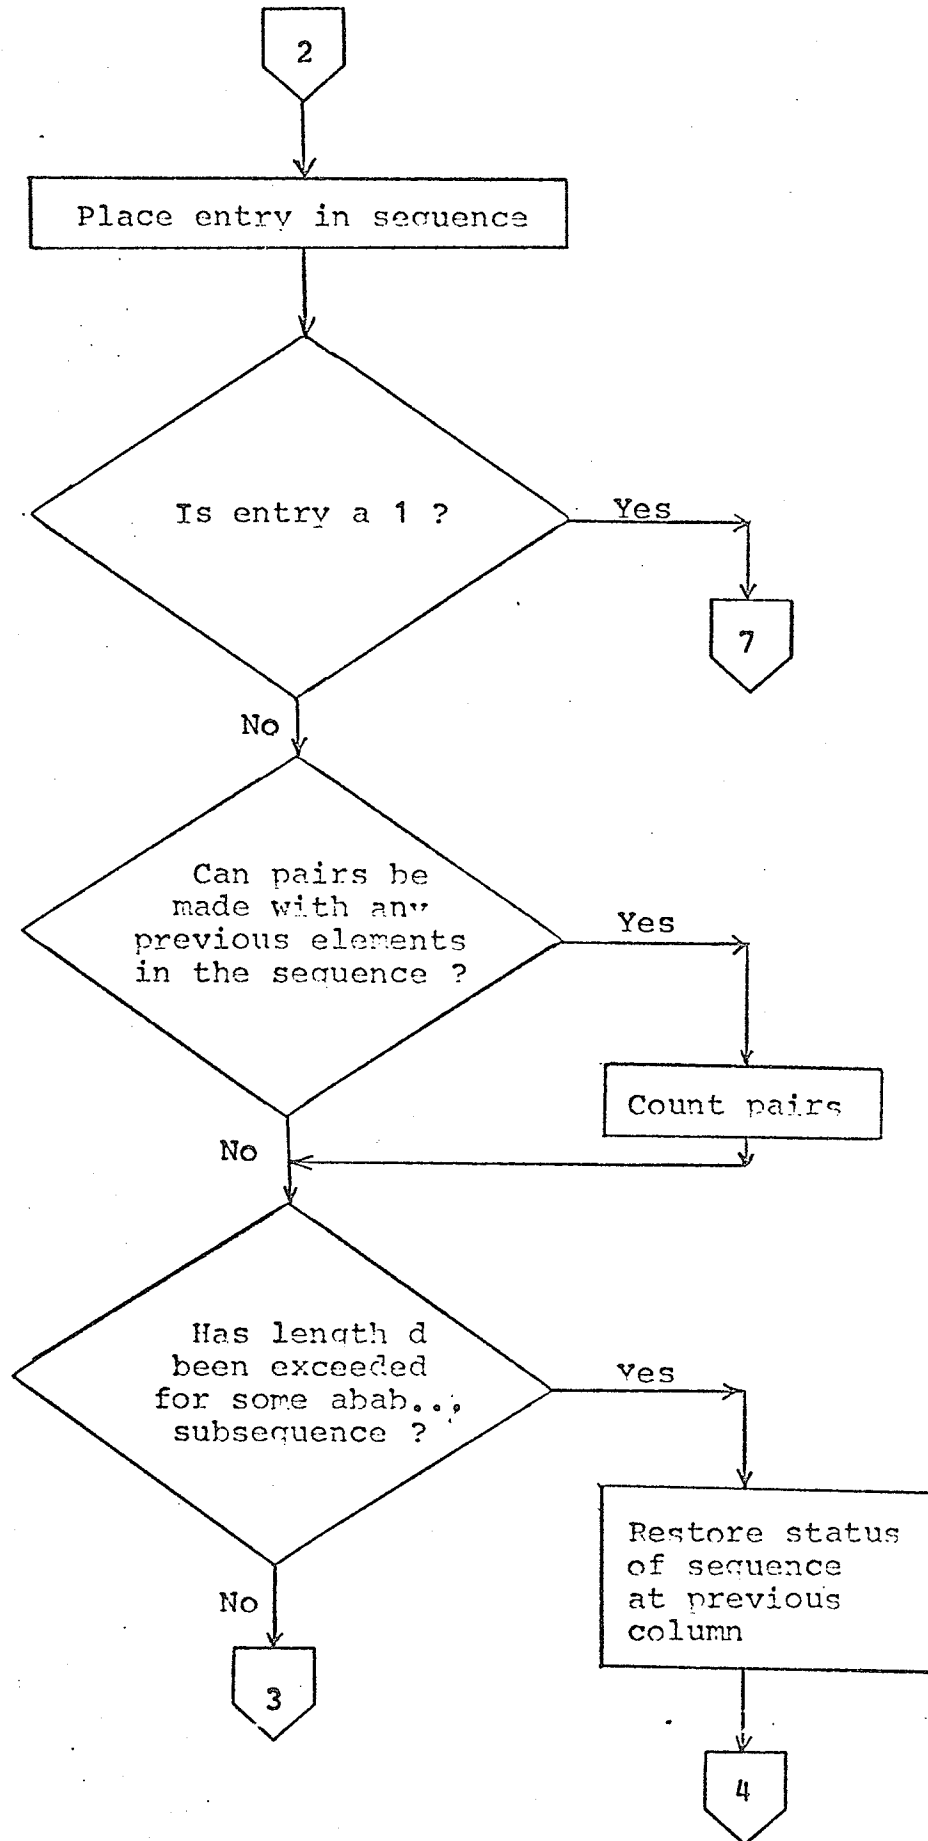 2
Place entry in sequence
Is entry a 1 ?
Yes
7
No
Can pairs be
made with any
previous elements
in the sequence ?
Yes
Count pairs
No
Has length d
been exceeded
for some abab...
subsequence ?
Yes
Restore status
of sequence
at previous
column
No
3
4